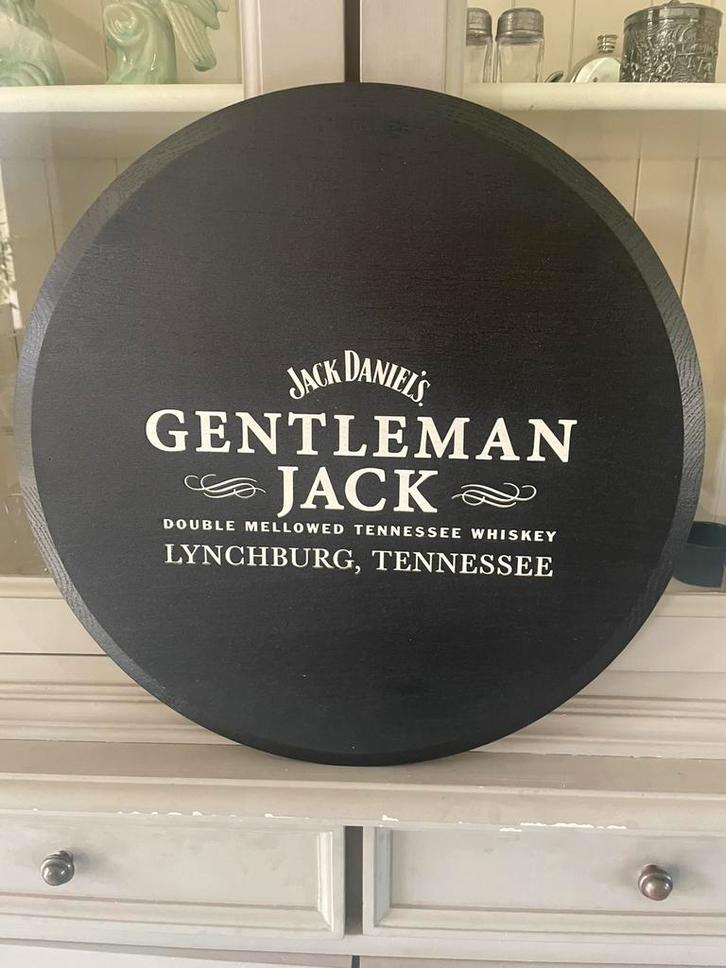 JACK DANIEL'S
GENTLEMAN
JACK
DOUBLE MELLOWED TENNESSEE WHISKEY
LYNCHBURG, TENNESSEE